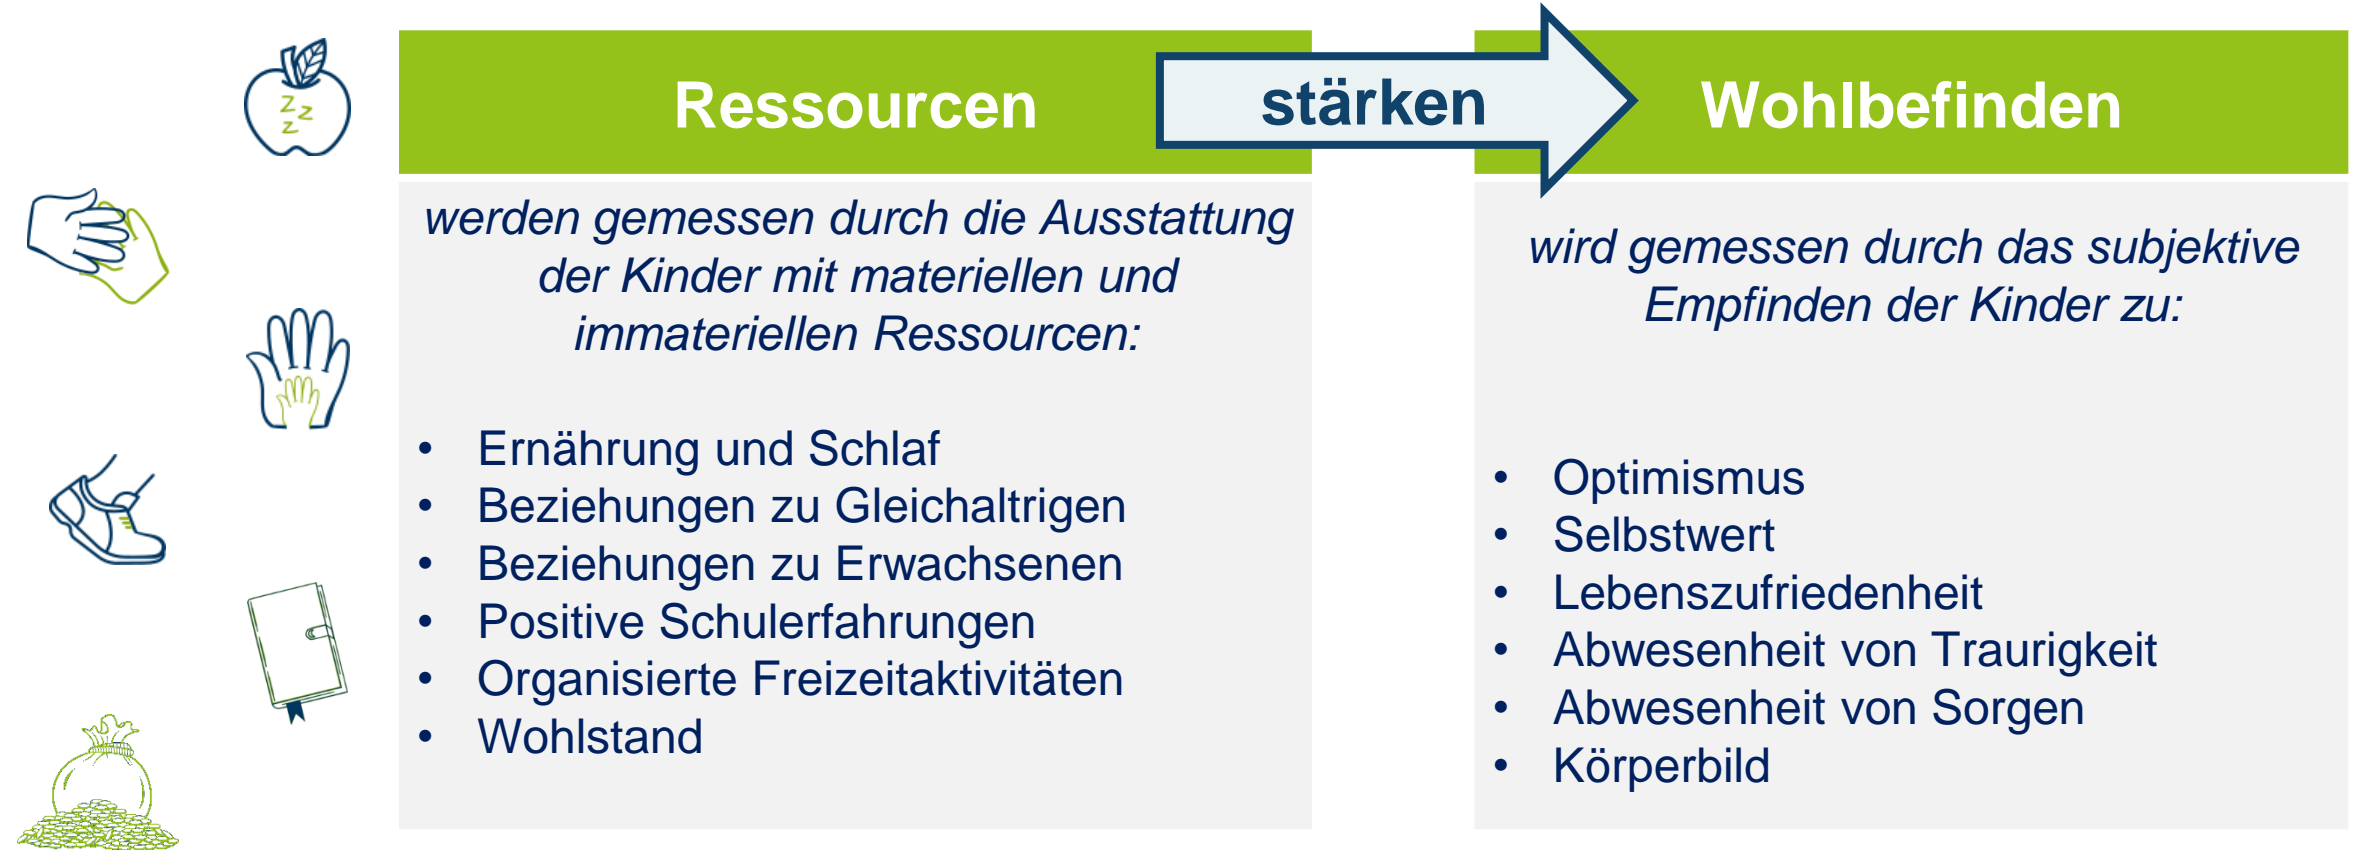 Z
Z
Z
Ressourcen
stärken
Wohlbefinden
werden gemessen durch die Ausstattung
der Kinder mit materiellen und
immateriellen Ressourcen:
• Ernährung und Schlaf
• Beziehungen zu Gleichaltrigen
• Beziehungen zu Erwachsenen
• Positive Schulerfahrungen
• Organisierte Freizeitaktivitäten
• Wohlstand
wird gemessen durch das subjektive
Empfinden der Kinder zu:
• Optimismus
• Selbstwert
• Lebenszufriedenheit
• Abwesenheit von Traurigkeit
• Abwesenheit von Sorgen
• Körperbild